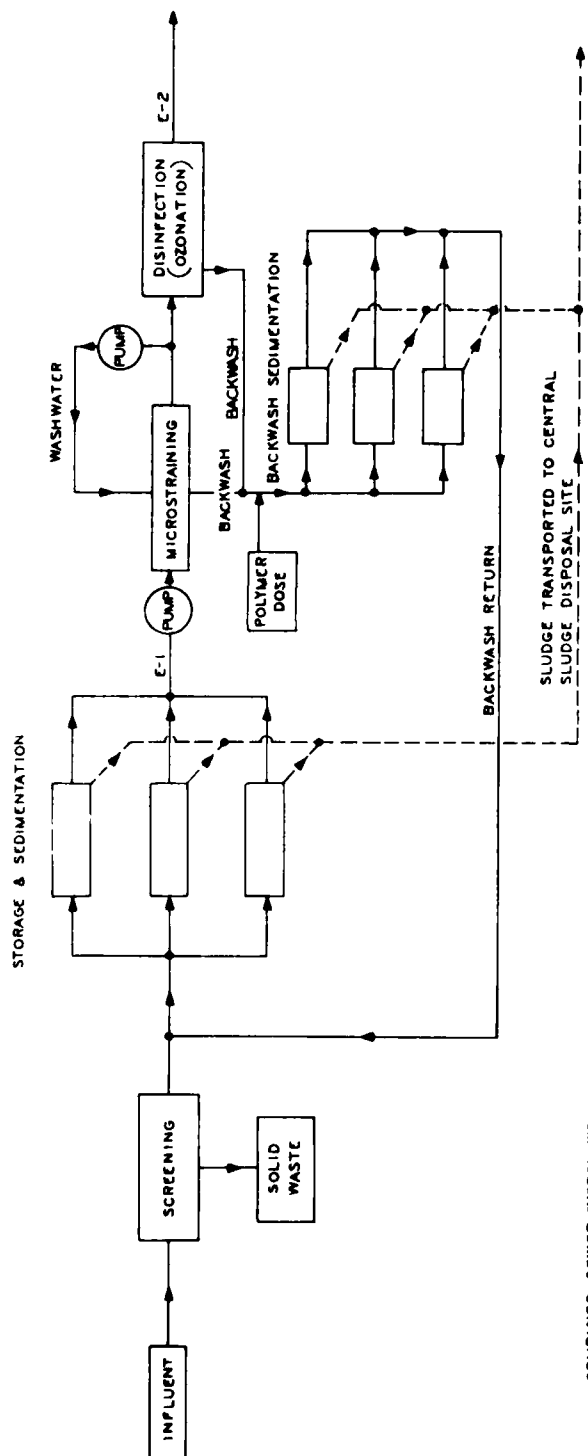 INFLUENT
SCREENING
SOLID
WASTE
STORAGE & SEDIMENTATION
E-1
PUMP
MICROSTRAINING
WASHWATER
PUMP
DISINFECTION
(OZONATION)
E-2
BACKWASH
BACKWASH
POLYMER
DOSE
BACKWASH SEDIMENTATION
BACKWASH RETURN
SLUDGE TRANSPORTED TO CENTRAL
SLUDGE DISPOSAL SITE